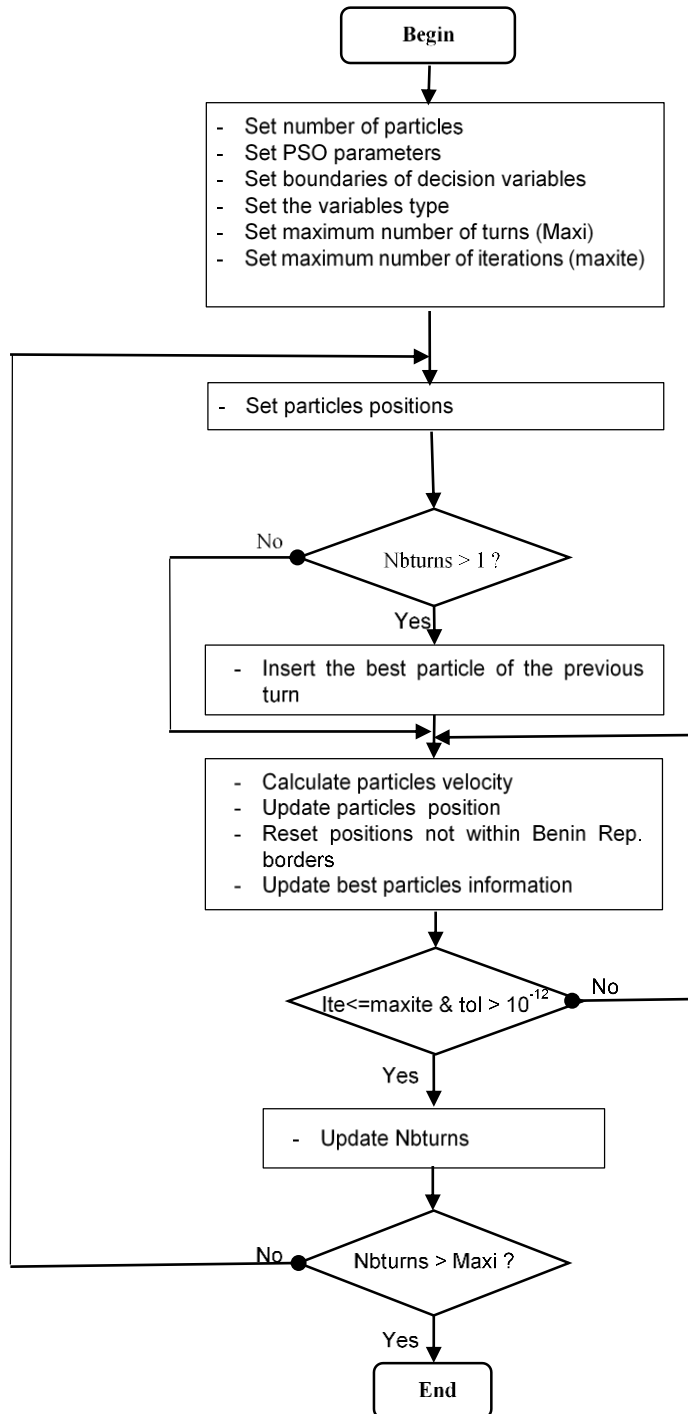 Begin
- Set number of particles
- Set PSO parameters
- Set boundaries of decision variables
- Set the variables type
- Set maximum number of turns (Maxi)
- Set maximum number of iterations (maxite)
- Set particles positions
No
Nbturns > 1 ?
Yes
- Insert the best particle of the previous
turn
- Calculate particles velocity
- Update particles position
- Reset positions not within Benin Rep.
borders
- Update best particles information
Ite<=maxite & tol > 10^-12
No
Yes
- Update Nbturns
No
Nbturns > Maxi ?
Yes
End